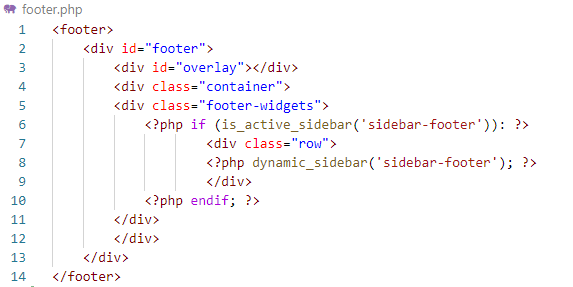 footer.php
1 <footer>
2 <div id="footer">
3 <div id="overlay"></div>
4 <div class="container">
5 <div class="footer-widgets">
6 <?php if (is_active_sidebar('sidebar-footer')): ?>
7 <div class="row">
8 <?php dynamic_sidebar('sidebar-footer'); ?>
9 </div>
10 <?php endif; ?>
11 </div>
12 </div>
13 </div>
14 </footer>